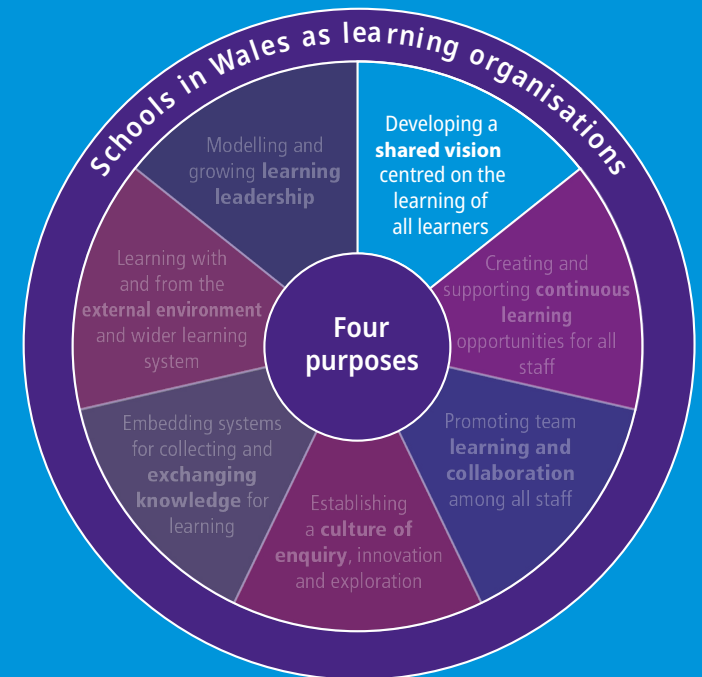 Schools in Wales as learning organisations
Developing a
shared vision
centred on the
learning of
all learners
Creating and
supporting continuous
learning
opportunities for all
staff
Promoting team
learning and
collaboration
among all staff
Establishing
a culture of
enquiry, innovation
and exploration
Embedding systems
for collecting and
exchanging
knowledge for
learning
Learning with
and from the
external environment
and wider learning
system
Modelling and
growing learning
leadership
Four
purposes